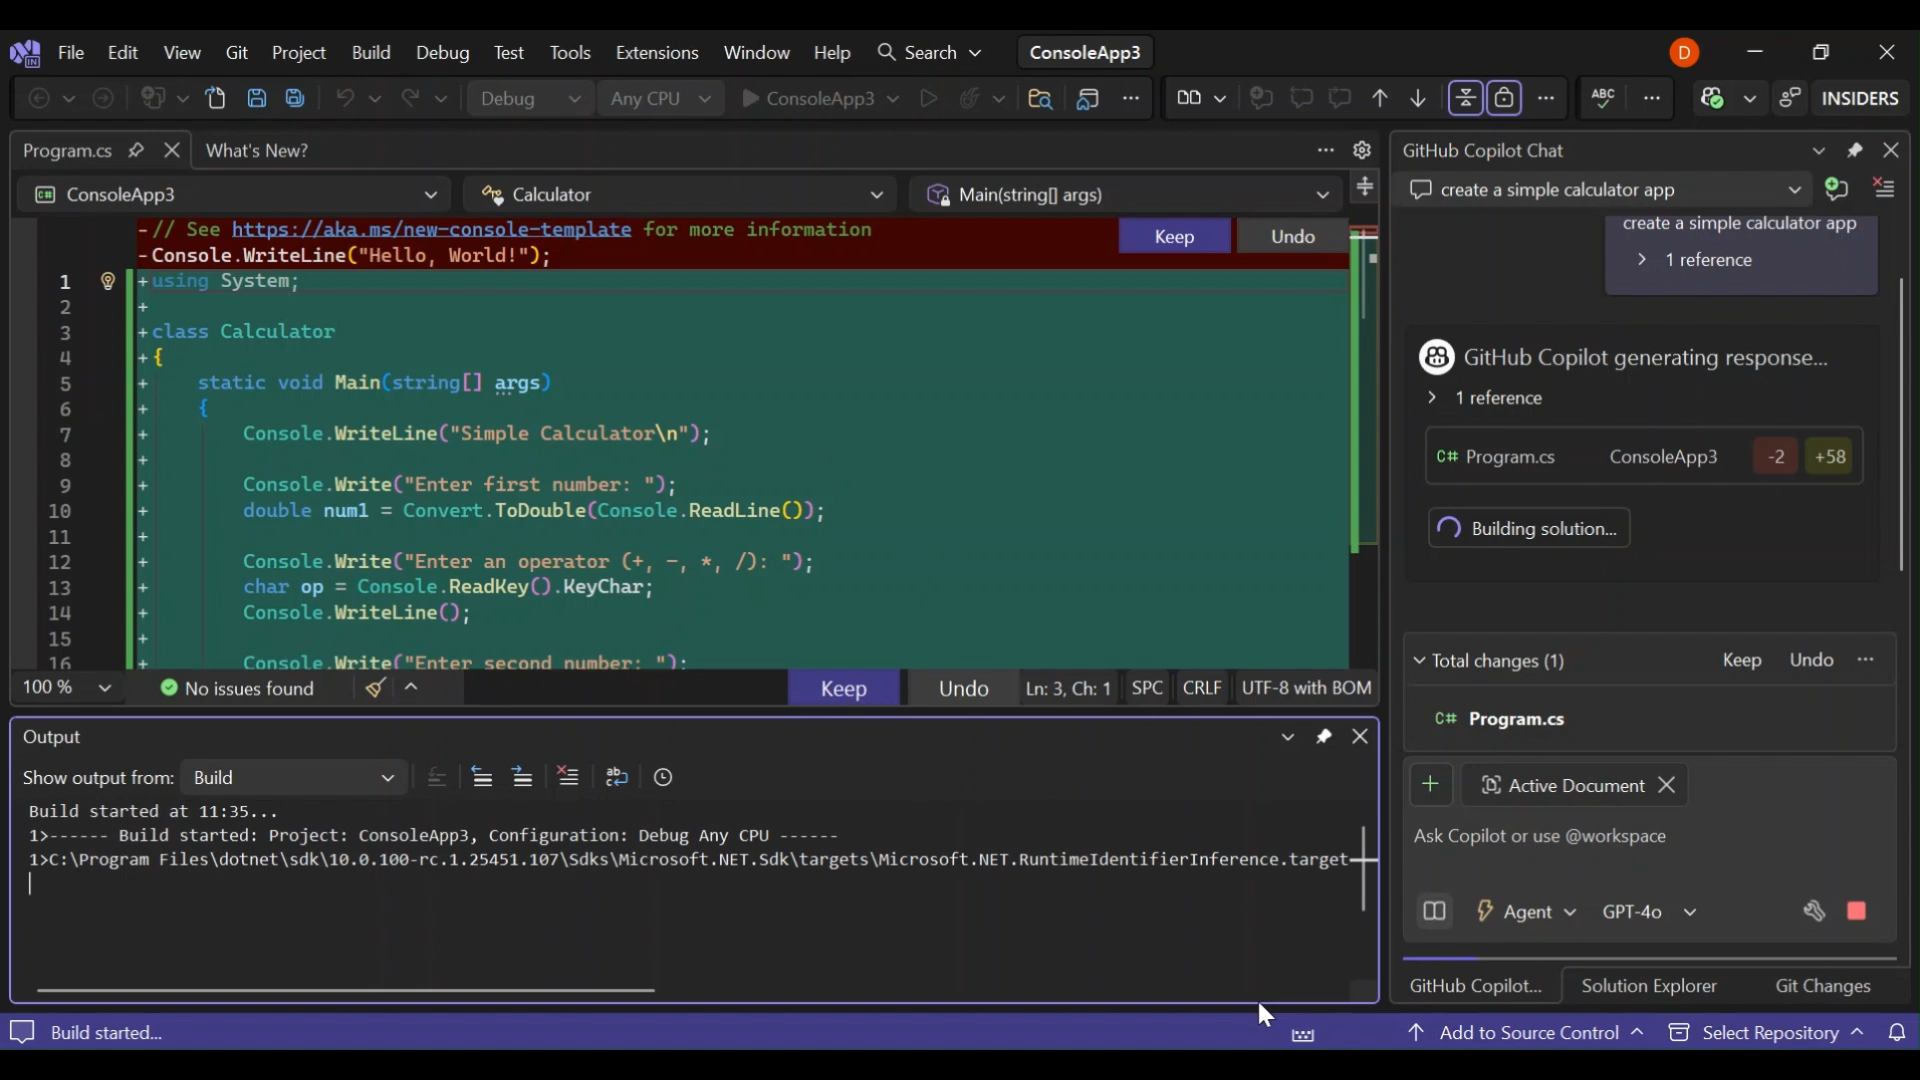 File Edit View Git Project Build Debug Test Tools Extensions Window Help Search ConsoleApp3 D
Debug Any CPU ConsoleApp3 ABC INSIDERS
Program.cs What's New?
C# ConsoleApp3 Calculator Main(string[] args)
-// See https://aka.ms/new-console-template for more information
-Console.WriteLine("Hello, World!");
Keep Undo
1 +using System;
2 +
3 +class Calculator
4 +{
5 + static void Main(string[] args)
6 + {
7 + Console.WriteLine("Simple Calculator\n");
8 +
9 + Console.Write("Enter first number: ");
10 + double num1 = Convert.ToDouble(Console.ReadLine());
11 +
12 + Console.Write("Enter an operator (+, -, *, /): ");
13 + char op = Console.ReadKey().KeyChar;
14 + Console.WriteLine();
15 +
16 + Console.Write("Enter second number: ");
100 % No issues found Keep Undo Ln: 3, Ch: 1 SPC CRLF UTF-8 with BOM
Output
Show output from: Build
Build started at 11:35...
1>------ Build started: Project: ConsoleApp3, Configuration: Debug Any CPU ------
1>C:\Program Files\dotnet\sdk\10.0.100-rc.1.25451.107\Sdks\Microsoft.NET.Sdk\targets\Microsoft.NET.RuntimeIdentifierInference.target
GitHub Copilot Chat
create a simple calculator app
create a simple calculator app
1 reference
GitHub Copilot generating response...
1 reference
C# Program.cs ConsoleApp3 -2 +58
Building solution...
Total changes (1) Keep Undo
C# Program.cs
Active Document
Ask Copilot or use @workspace
Agent GPT-4o
GitHub Copilot... Solution Explorer Git Changes
Build started... Add to Source Control Select Repository